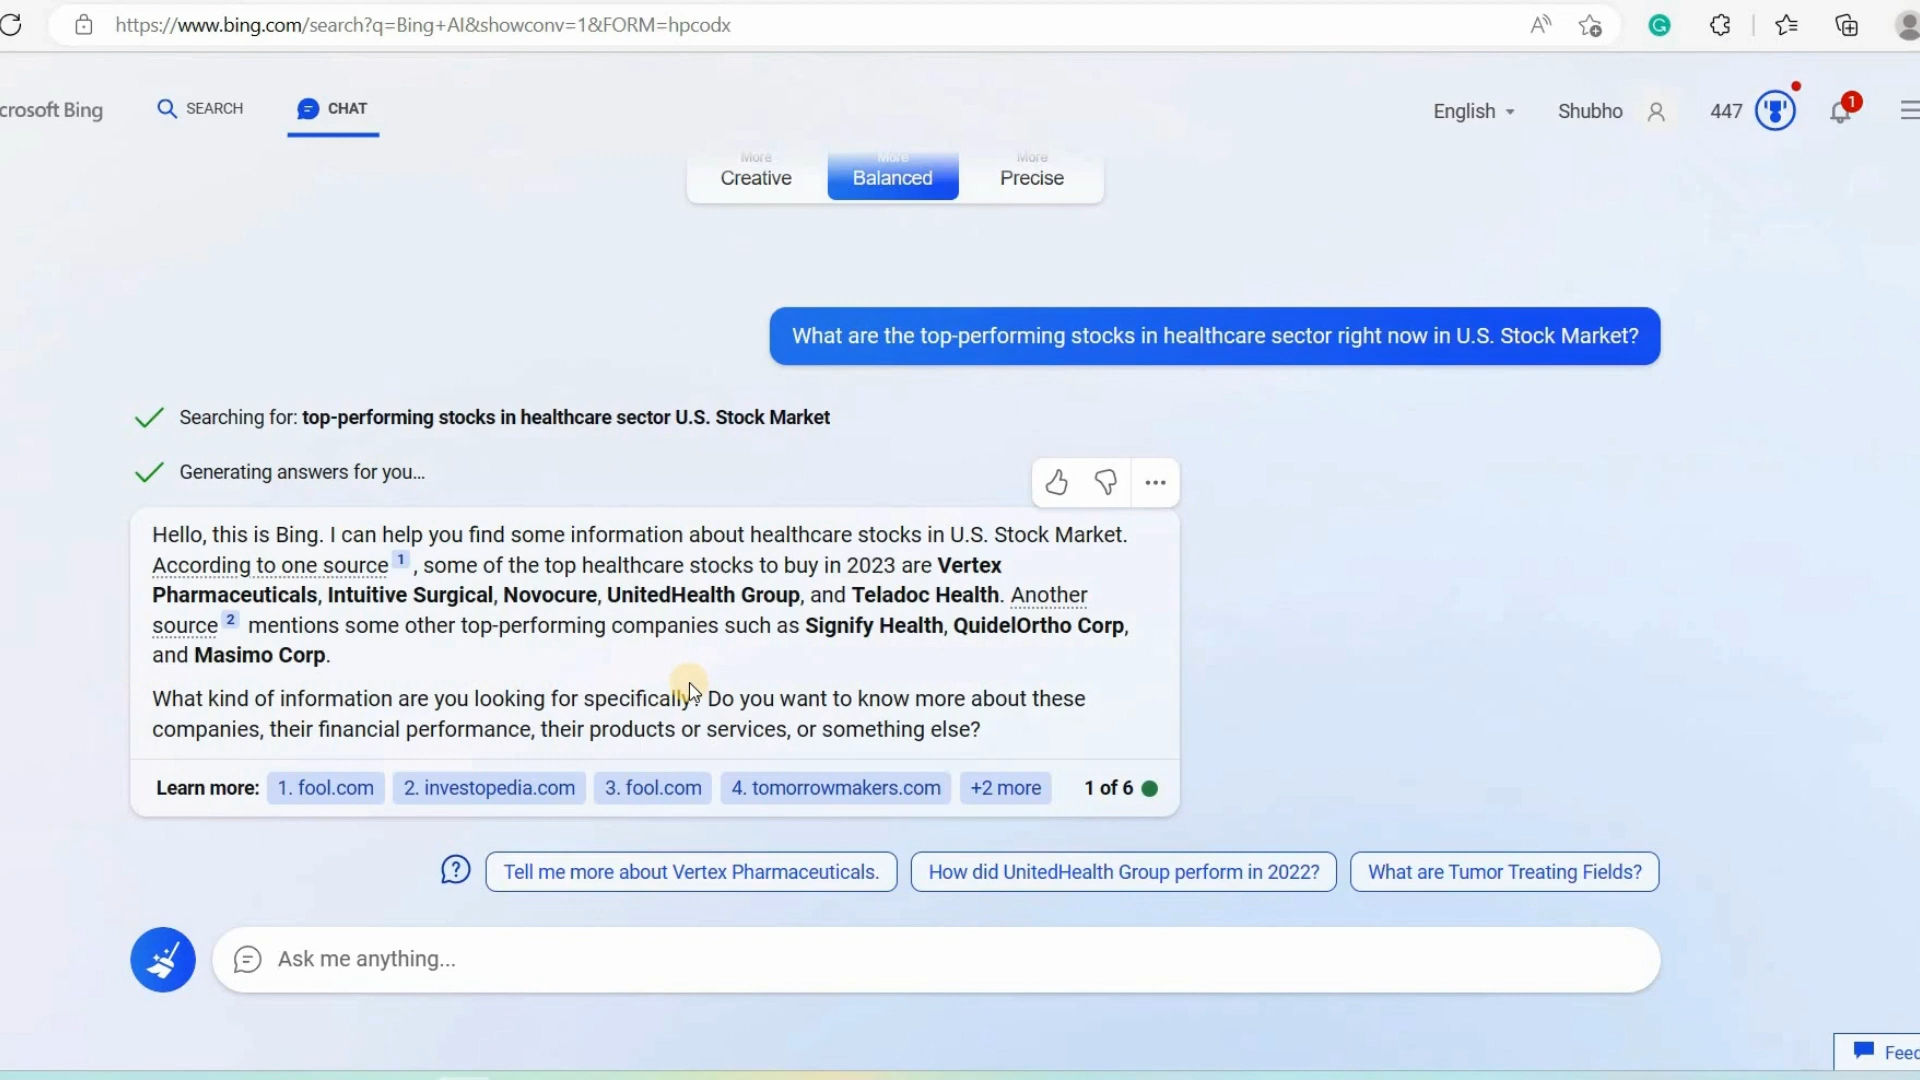 https://www.bing.com/search?q=Bing+AI&showconv=1&FORM=hpcodx
crosoft Bing
SEARCH
CHAT
English
Shubho
447
1
More
Creative
More
Balanced
More
Precise
What are the top-performing stocks in healthcare sector right now in U.S. Stock Market?
Searching for: top-performing stocks in healthcare sector U.S. Stock Market
Generating answers for you...
Hello, this is Bing. I can help you find some information about healthcare stocks in U.S. Stock Market.
According to one source 1 , some of the top healthcare stocks to buy in 2023 are Vertex
Pharmaceuticals, Intuitive Surgical, Novocure, UnitedHealth Group, and Teladoc Health. Another
source 2 mentions some other top-performing companies such as Signify Health, QuidelOrtho Corp,
and Masimo Corp.
What kind of information are you looking for specifically? Do you want to know more about these
companies, their financial performance, their products or services, or something else?
Learn more: 1. fool.com 2. investopedia.com 3. fool.com 4. tomorrowmakers.com +2 more 1 of 6
Tell me more about Vertex Pharmaceuticals.
How did UnitedHealth Group perform in 2022?
What are Tumor Treating Fields?
Ask me anything...
Feed